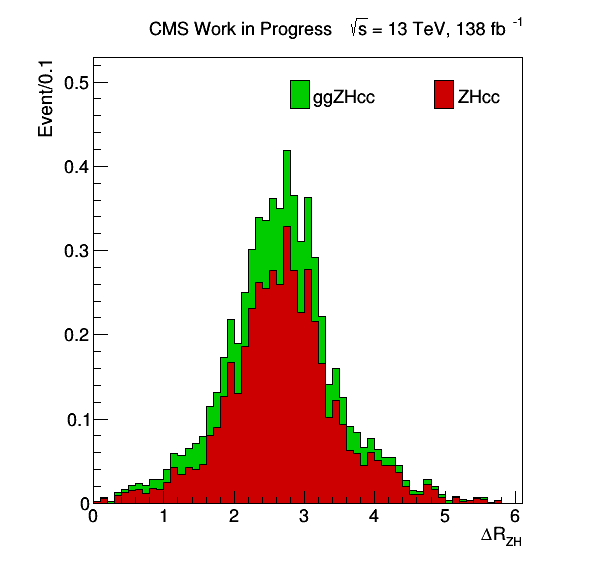 CMS Work in Progress √s = 13 TeV, 138 fb⁻¹
Event/0.1
0.5
0.4
0.3
0.2
0.1
0
ggZHcc ZHcc
0 1 2 3 4 5 6
ΔR_ZH